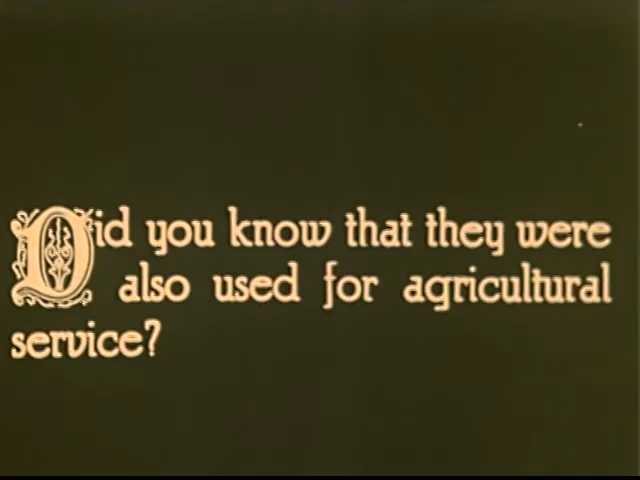 Did you know that they were
also used for agricultural
service?